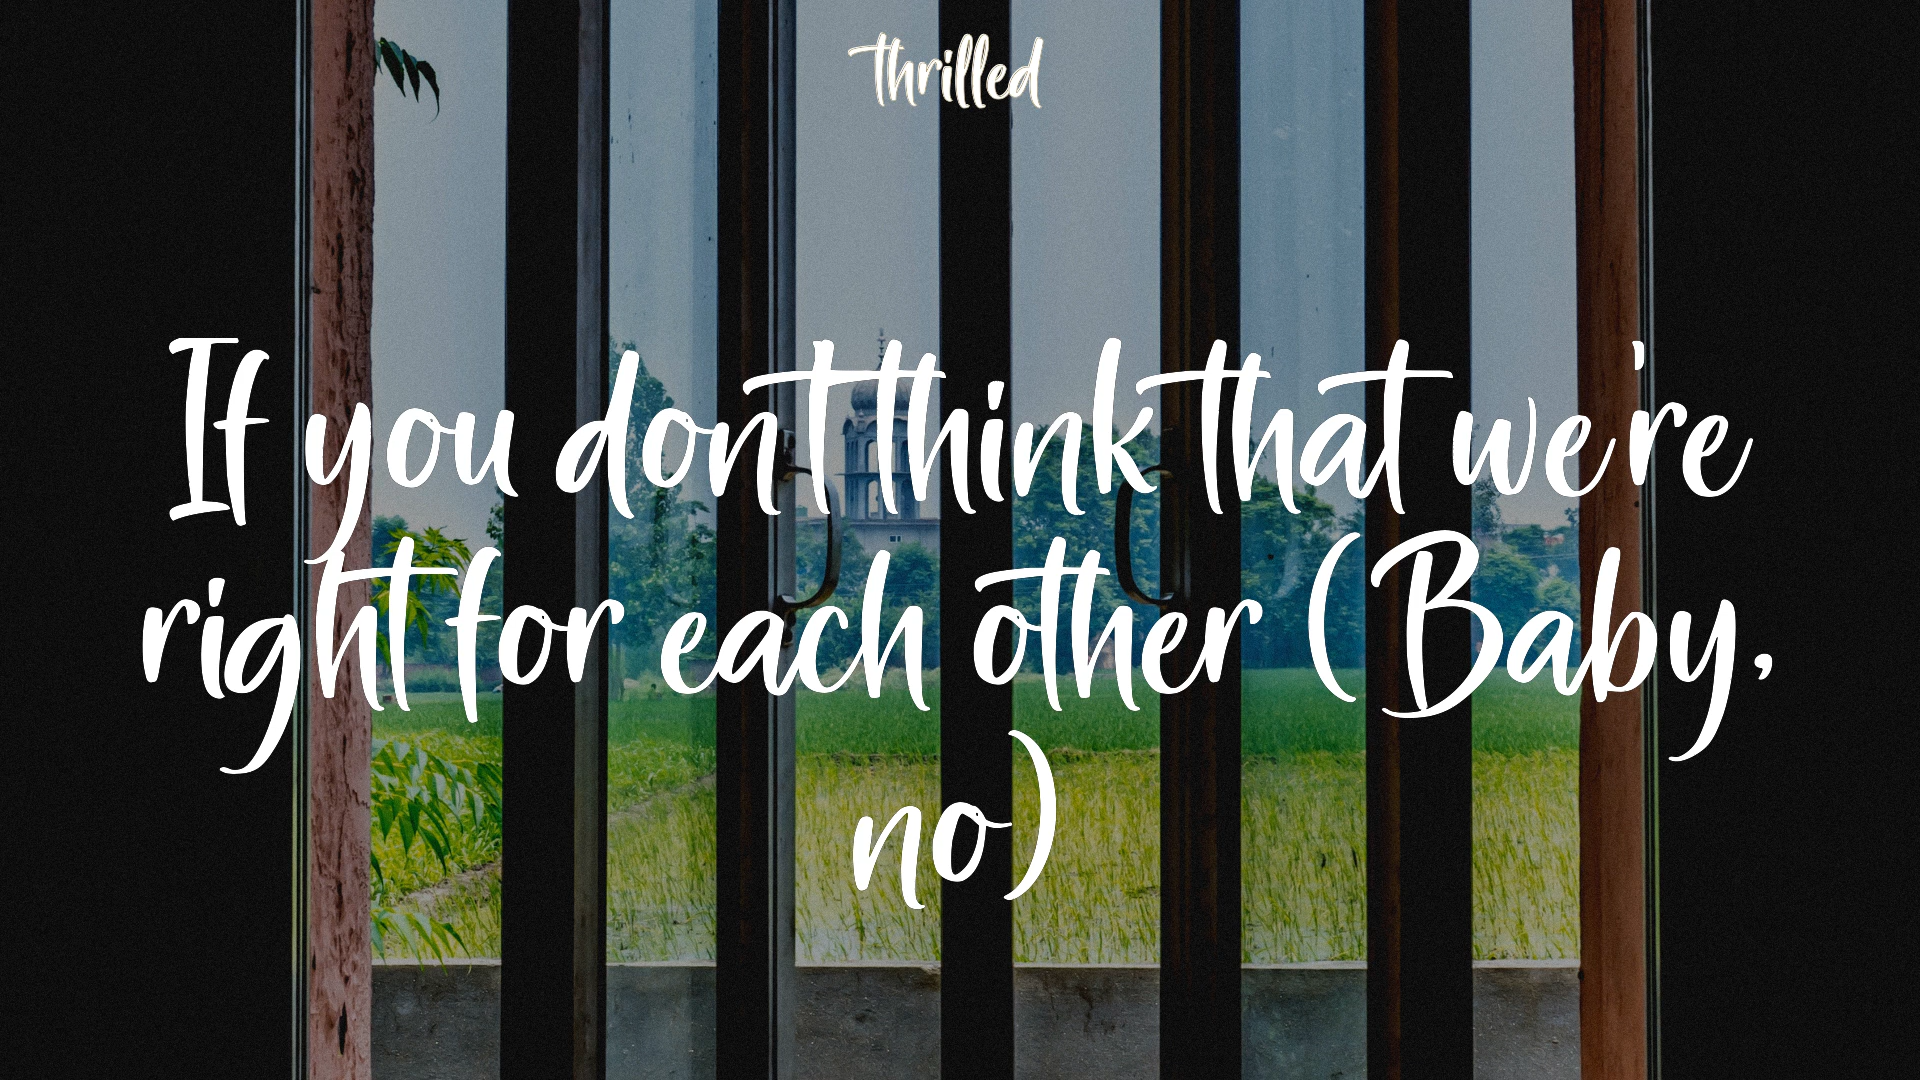 thrilled
If you don't think that we're
right for each other (Baby,
no)